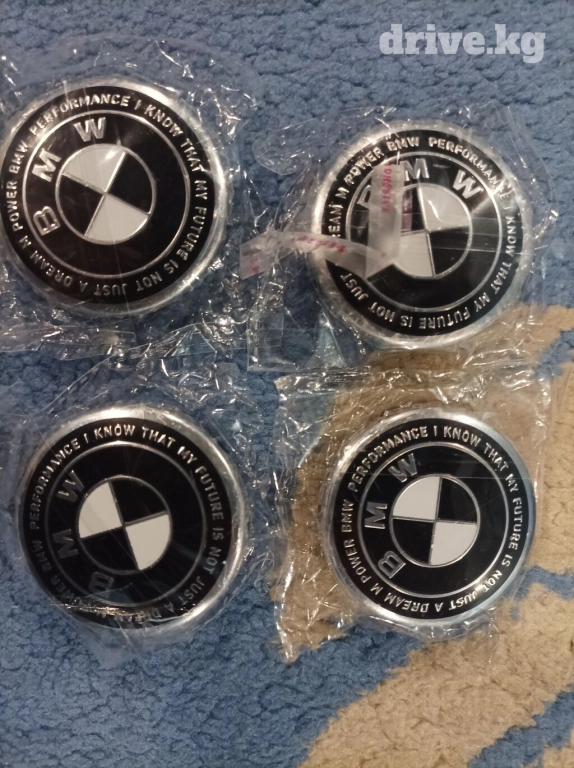 drive.kg
BMW
M POWER BMW PERFORMANCE I KNOW THAT MY FUTURE IS NOT JUST A DREAM
BMW
M POWER BMW PERFORMANCE KNOW THAT MY FUTURE IS NOT JUST
BMW
POWER BMW PERFORMANCE I KNOW THAT MY FUTURE IS NOT JUST A DREAM M
BMW
M POWER BMW PERFORMANCE I KNOW THAT MY FUTURE IS NOT JUST A DREAM